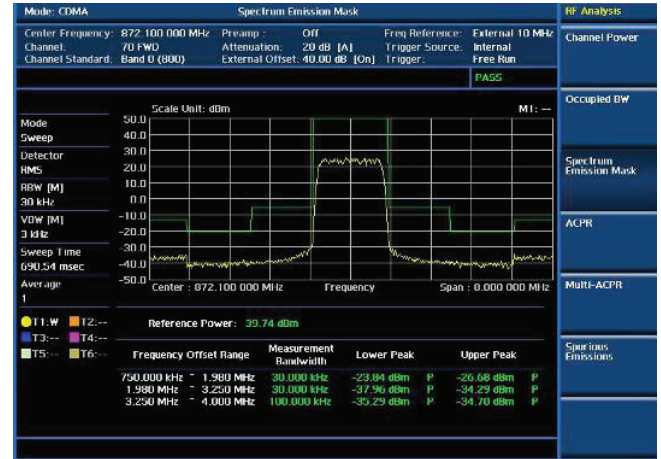 Mode: CDMA Spectrum Emission Mask RF Analysis
Center Frequency: 872.100 000 MHz Preamp : Off Freq Reference: External 10 MHz
Channel: 70 FWD Attenuation: 20 dB [A] Trigger Source: Internal
Channel Standard: Band 0 (800) External Offset: 40.00 dB [On] Trigger: Free Run
Channel Power
PASS
Occupied BW
Scale Unit: dBm M1: --
50.0
Mode
40.0
Sweep
30.0
Detector
RMS
20.0
Spectrum
Emission Mask
RBW [M]
10.0
30 kHz
0.0
VBW [M]
-10.0
3 kHz
-20.0
ACPR
Sweep Time
-30.0
690.54 msec
-40.0
Average
-50.0
1
Center : 872.100 000 MHz Frequency Span : 8.000 000 MHz
Multi-ACPR
T1:W T2:--
Reference Power: 39.74 dBm
T3:-- T4:--
T5:-- T6:--
Frequency Offset Range Measurement Bandwidth Lower Peak Upper Peak
Spurious
Emissions
750.000 kHz ~ 1.980 MHz 30.000 kHz -23.84 dBm P -26.68 dBm P
1.980 MHz ~ 3.250 MHz 30.000 kHz -37.96 dBm P -34.29 dBm P
3.250 MHz ~ 4.000 MHz 100.000 kHz -35.29 dBm P -34.70 dBm P